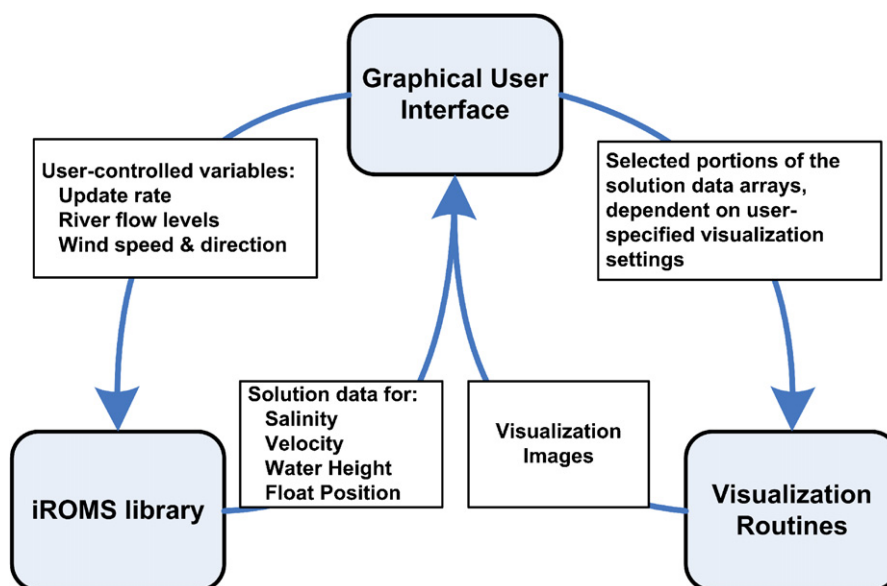 Graphical User
Interface
User-controlled variables:
Update rate
River flow levels
Wind speed & direction
Selected portions of the
solution data arrays,
dependent on user-
specified visualization
settings
Solution data for:
Salinity
Velocity
Water Height
Float Position
Visualization
Images
iROMS library
Visualization
Routines